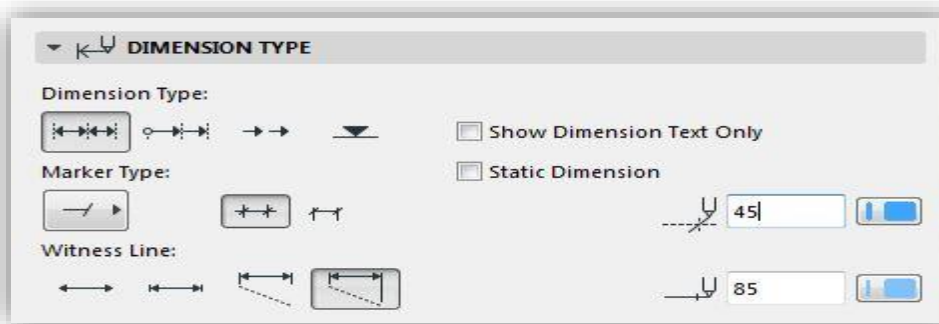 DIMENSION TYPE
Dimension Type:
Show Dimension Text Only
Marker Type:
Static Dimension
45
Witness Line:
85